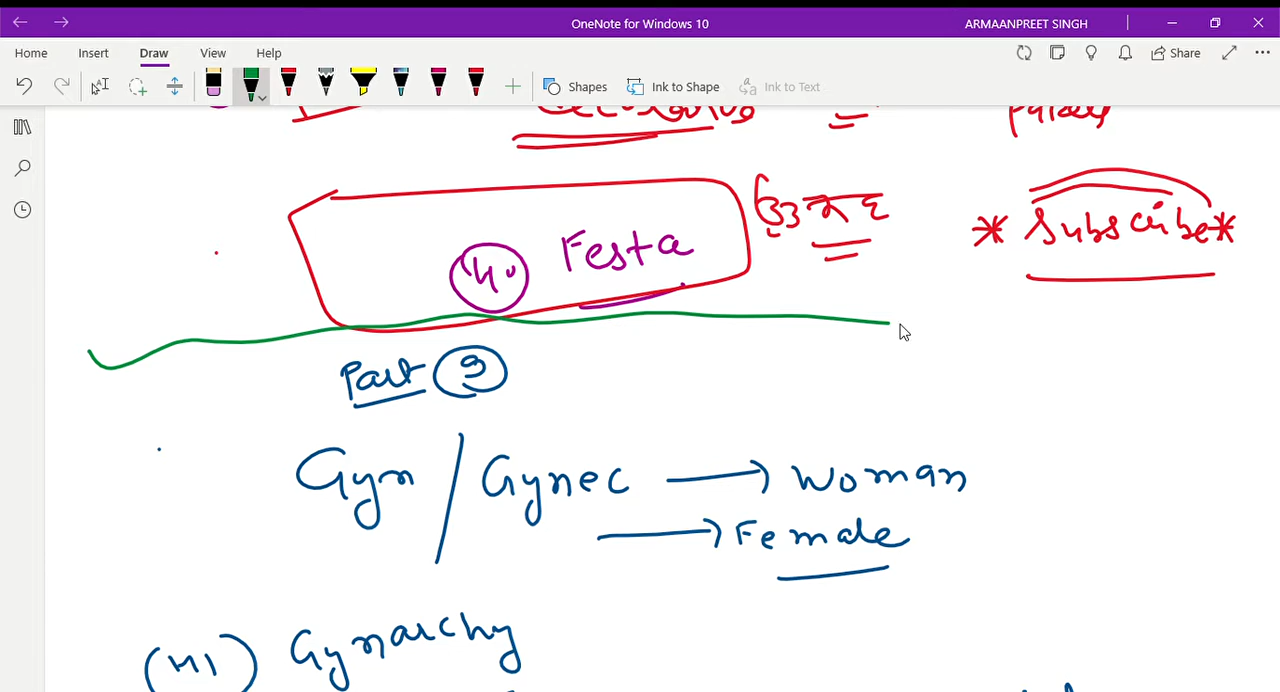 OneNote for Windows 10
ARMAANPREET SINGH
Home Insert Draw View Help
Share
Shapes Ink to Shape Ink to Text
40 Festa
* Subscribe *
Part 9
Gyn / Gynec → Woman
→ Female
(41) Gynarchy